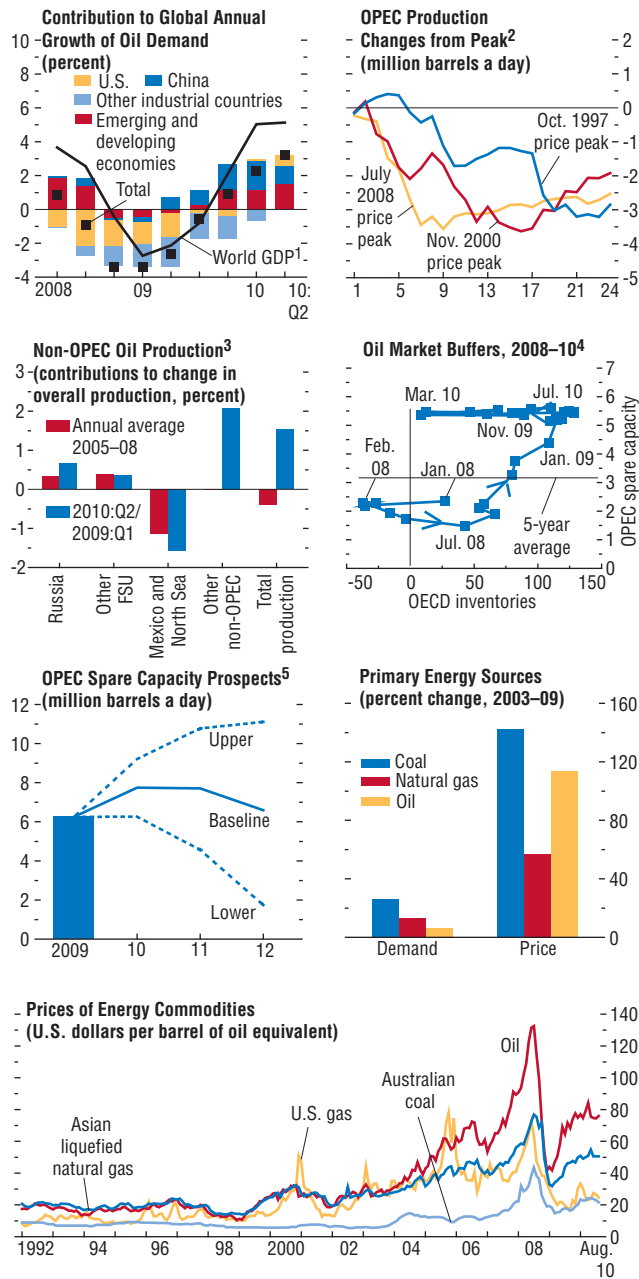 Contribution to Global Annual
Growth of Oil Demand
(percent)
U.S.
China
Other industrial countries
Emerging and
developing
economies
Total
World GDP¹
10
8
6
4
2
0
-2
-4
2008
09
10
10:
Q2
OPEC Production
Changes from Peak²
(million barrels a day)
Oct. 1997
price peak
July
2008
price
peak
Nov. 2000
price peak
2
1
0
-1
-2
-3
-4
-5
1
5
9
13
17
21
24
Non-OPEC Oil Production³
(contributions to change in
overall production, percent)
Annual average
2005–08
2010:Q2/
2009:Q1
3
2
1
0
-1
-2
Russia
Other
FSU
Mexico and
North Sea
Other
non-OPEC
Total
production
Oil Market Buffers, 2008–10⁴
Mar. 10
Jul. 10
Nov. 09
Feb.
08
Jan. 08
Jan. 09
Jul. 08
5-year
average
7
6
5
4
3
2
1
0
OPEC spare capacity
-50
0
50
100
150
OECD inventories
OPEC Spare Capacity Prospects⁵
(million barrels a day)
Upper
Baseline
Lower
12
10
8
6
4
2
0
2009
10
11
12
Primary Energy Sources
(percent change, 2003–09)
Coal
Natural gas
Oil
160
120
80
40
0
Demand
Price
Prices of Energy Commodities
(U.S. dollars per barrel of oil equivalent)
Oil
Australian
coal
U.S. gas
Asian
liquefied
natural gas
140
120
100
80
60
40
20
0
1992
94
96
98
2000
02
04
06
08
Aug.
10